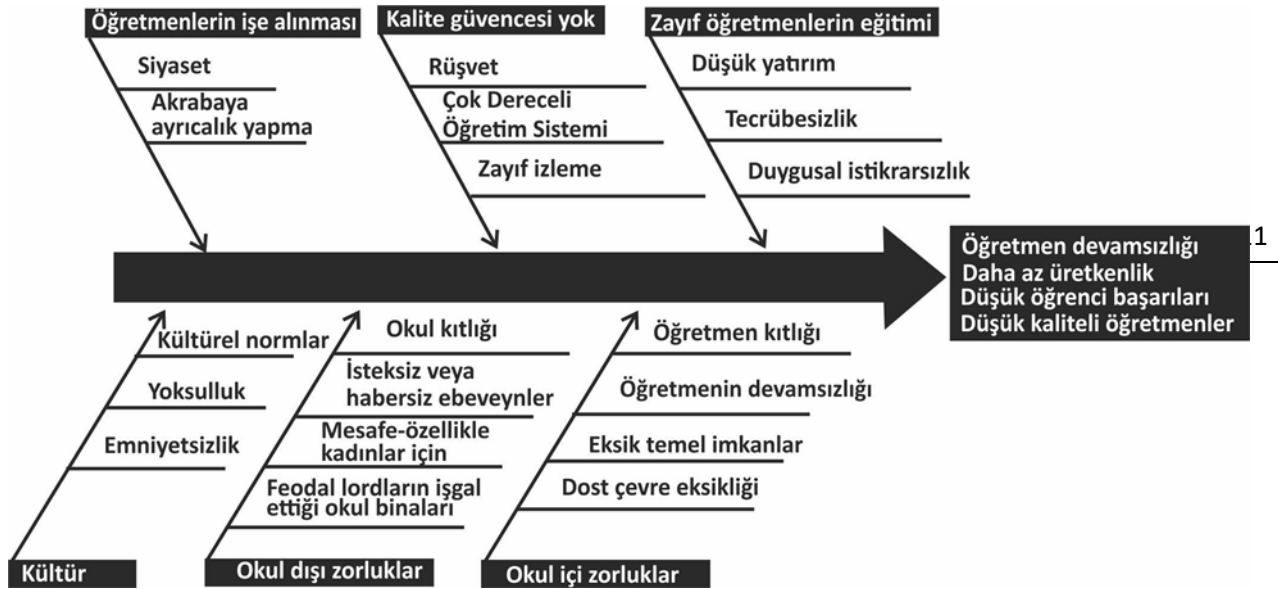 Öğretmenlerin işe alınması
Siyaset
Akrabaya
ayrıcalık yapma
Kalite güvencesi yok
Rüşvet
Çok Dereceli
Öğretim Sistemi
Zayıf izleme
Zayıf öğretmenlerin eğitimi
Düşük yatırım
Tecrübesizlik
Duygusal istikrarsızlık
Öğretmen devamsızlığı
Daha az üretkenlik
Düşük öğrenci başarıları
Düşük kaliteli öğretmenler
Kültürel normlar
Yoksulluk
Emniyetsizlik
Kültür
Okul kıtlığı
İsteksiz veya
habersiz ebeveynler
Mesafe-özellikle
kadınlar için
Feodal lordların işgal
ettiği okul binaları
Okul dışı zorluklar
Öğretmen kıtlığı
Öğretmenin devamsızlığı
Eksik temel imkanlar
Dost çevre eksikliği
Okul içi zorluklar